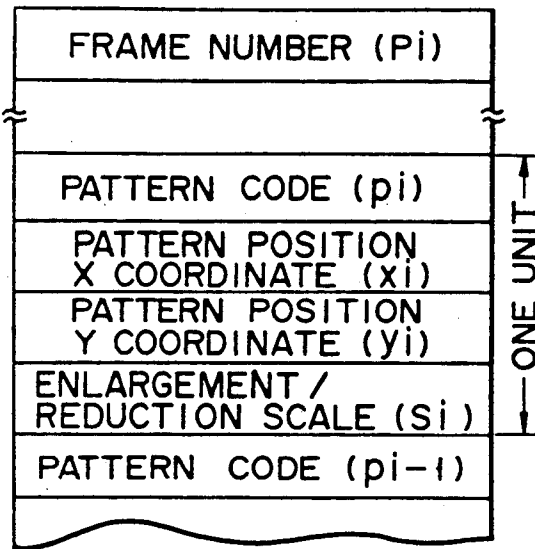 FRAME NUMBER (Pi)
PATTERN CODE (pi)
PATTERN POSITION
X COORDINATE (xi)
PATTERN POSITION
Y COORDINATE (yi)
ENLARGEMENT/
REDUCTION SCALE (Si)
PATTERN CODE (pi-1)
ONE UNIT